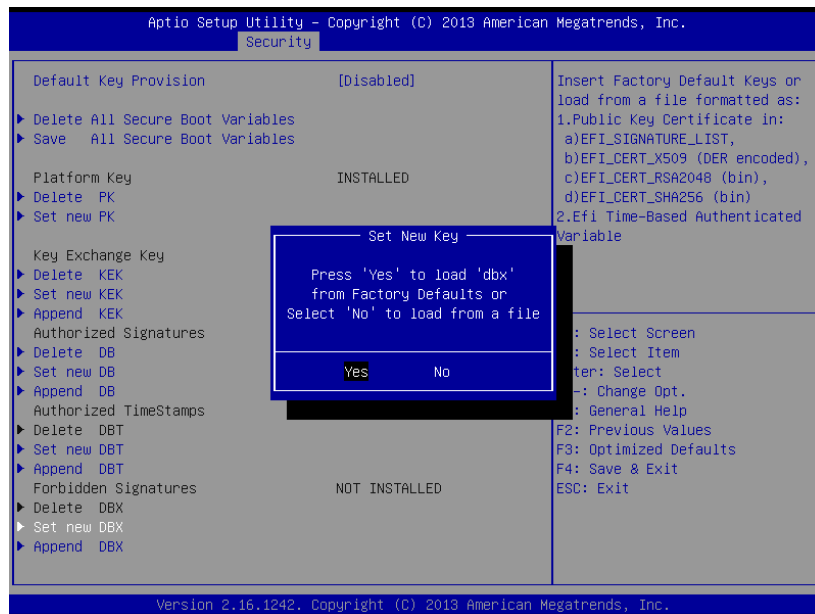 Aptio Setup Utility – Copyright (C) 2013 American Megatrends, Inc.
Security
Default Key Provision [Disabled]
Delete All Secure Boot Variables
Save All Secure Boot Variables
Platform Key INSTALLED
Delete PK
Set new PK
Key Exchange Key
Delete KEK
Set new KEK
Append KEK
Authorized Signatures
Delete DB
Set new DB
Append DB
Authorized TimeStamps
Delete DBT
Set new DBT
Append DBT
Forbidden Signatures NOT INSTALLED
Delete DBX
Set new DBX
Append DBX
Set New Key
Press 'Yes' to load 'dbx'
from Factory Defaults or
Select 'No' to load from a file
Yes No
Insert Factory Default Keys or
load from a file formatted as:
1.Public Key Certificate in:
a)EFI_SIGNATURE_LIST,
b)EFI_CERT_X509 (DER encoded),
c)EFI_CERT_RSA2048 (bin),
d)EFI_CERT_SHA256 (bin)
2.Efi Time-Based Authenticated
Variable
: Select Screen
: Select Item
ter: Select
-: Change Opt.
: General Help
F2: Previous Values
F3: Optimized Defaults
F4: Save & Exit
ESC: Exit
Version 2.16.1242. Copyright (C) 2013 American Megatrends, Inc.